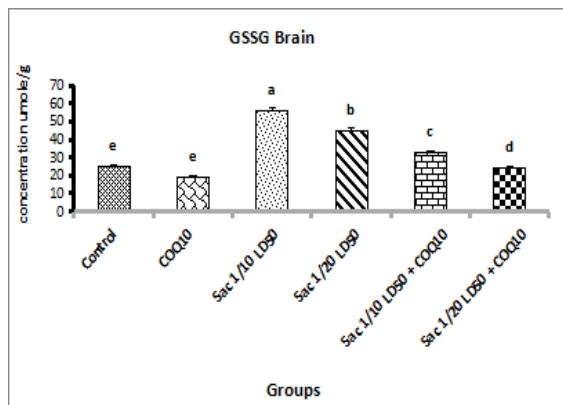 GSSG Brain
concentration umole/g
70
60
50
40
30
20
10
0
e
e
a
b
c
d
Control
COQ10
Sac 1/10 LD50
Sac 1/20 LD50
Sac 1/10 LD50 + COQ10
Sac 1/20 LD50 + COQ10
Groups